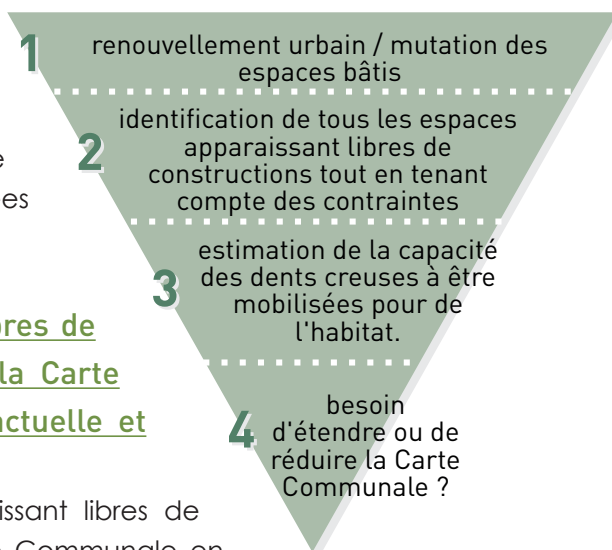 1
renouvellement urbain / mutation des
espaces bâtis
2
identification de tous les espaces
apparaissant libres de
constructions tout en tenant
compte des contraintes
3
estimation de la capacité
des dents creuses à être
mobilisées pour de
l'habitat.
4
besoin
d'étendre ou de
réduire la Carte
Communale ?
es
de
la Carte
actuelle et
libres de
Communale en